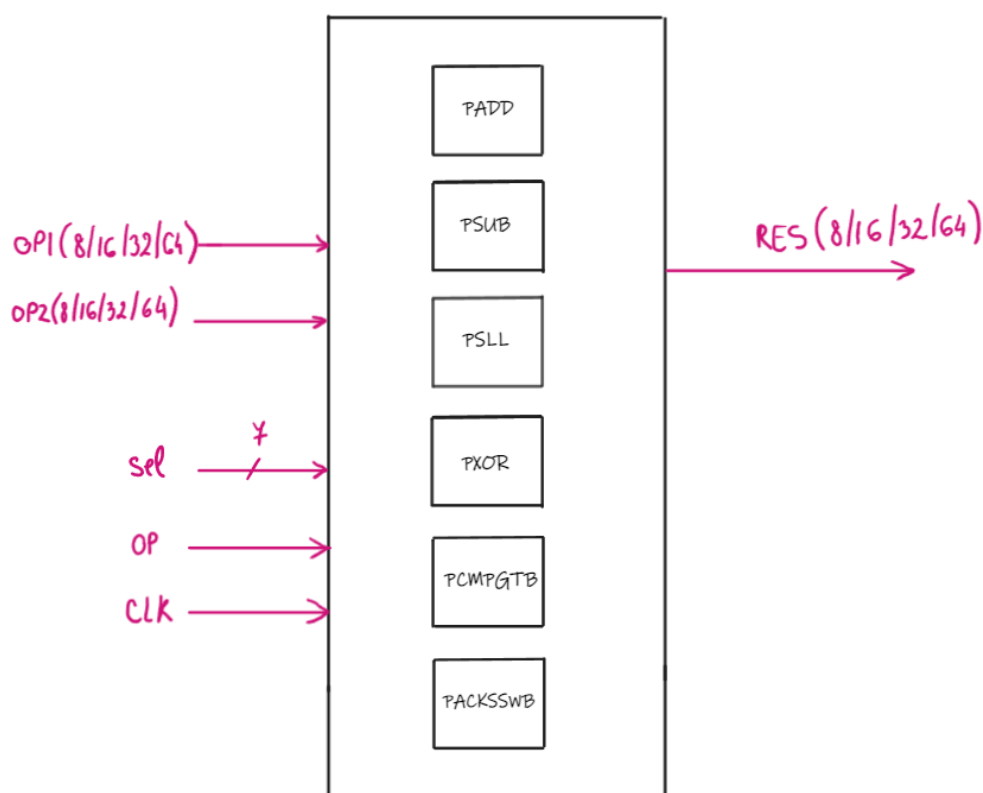 PADD
PSUB
OP1(8/16/32/64)
RES(8/16/32/64)
OP2(8/16/32/64)
PSLL
7
sel
PXOR
OP
PCMPGTB
CLK
PACKSSWB